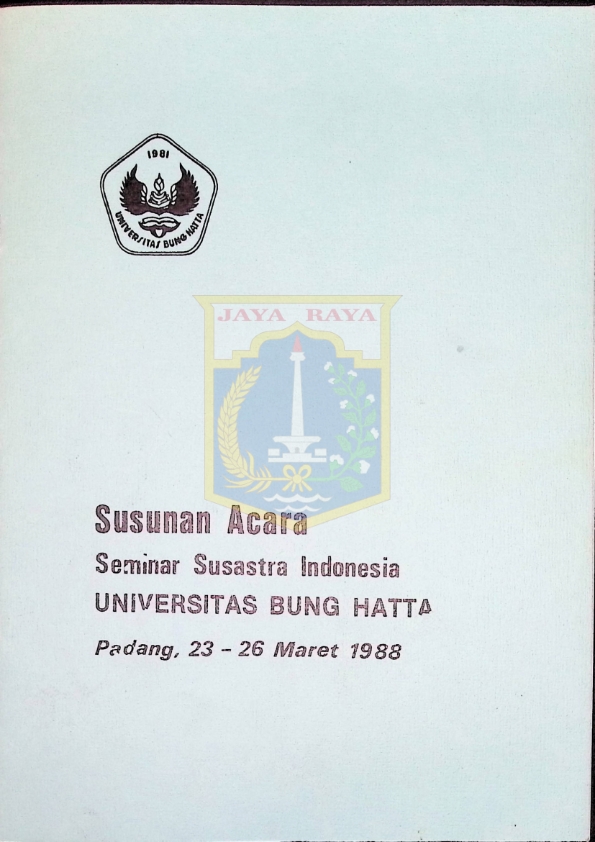 1981
UNIVERSITAS BUNG HATTA
JAYA RAYA
Susunan Acara
Seminar Susastra Indonesia
UNIVERSITAS BUNG HATTA
Padang, 23 - 26 Maret 1988